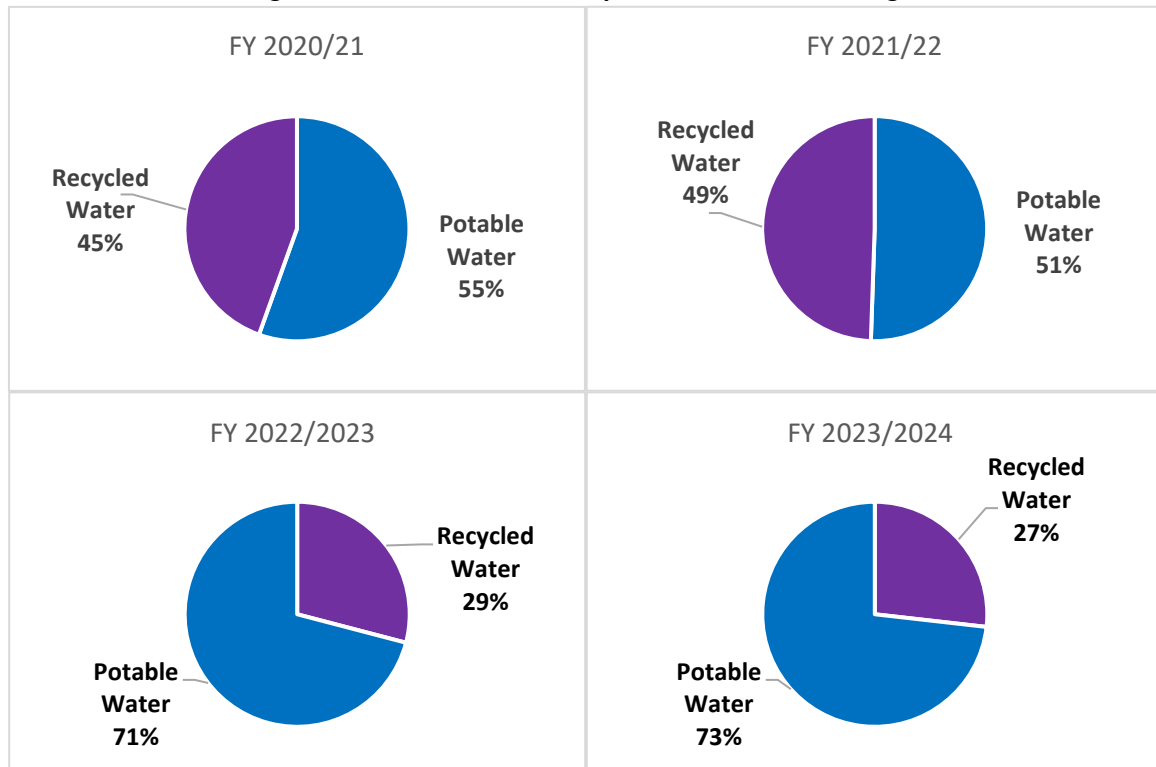 FY 2020/21
Recycled
Water
45%
Potable
Water
55%
FY 2021/22
Recycled
Water
49%
Potable
Water
51%
FY 2022/2023
Recycled
Water
29%
Potable
Water
71%
FY 2023/2024
Recycled
Water
27%
Potable
Water
73%